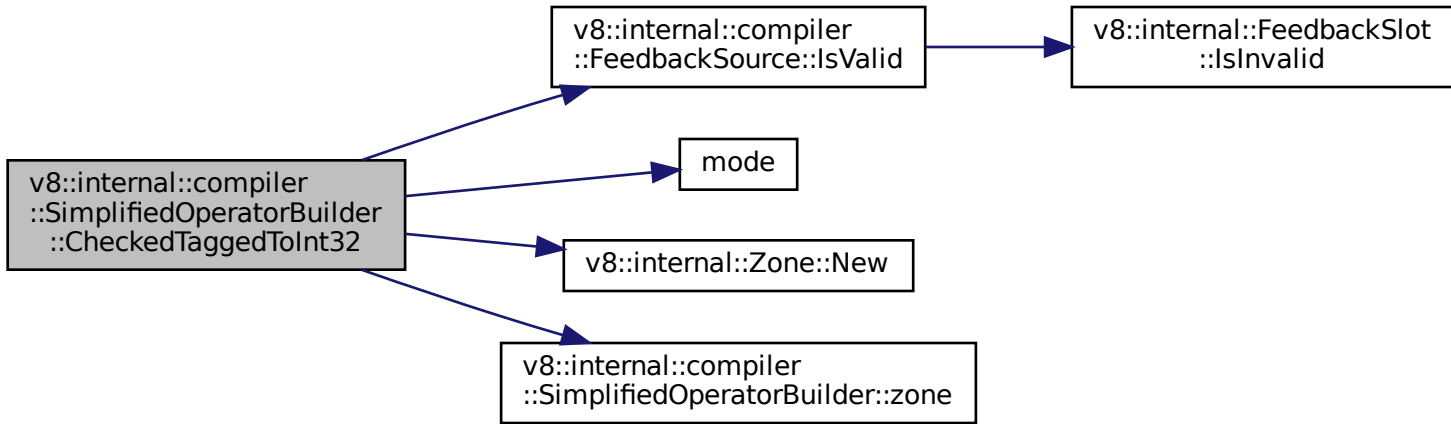 v8::internal::compiler
::SimplifiedOperatorBuilder
::CheckedTaggedToInt32
v8::internal::compiler
::FeedbackSource::IsValid
v8::internal::FeedbackSlot
::IsInvalid
mode
v8::internal::Zone::New
v8::internal::compiler
::SimplifiedOperatorBuilder::zone